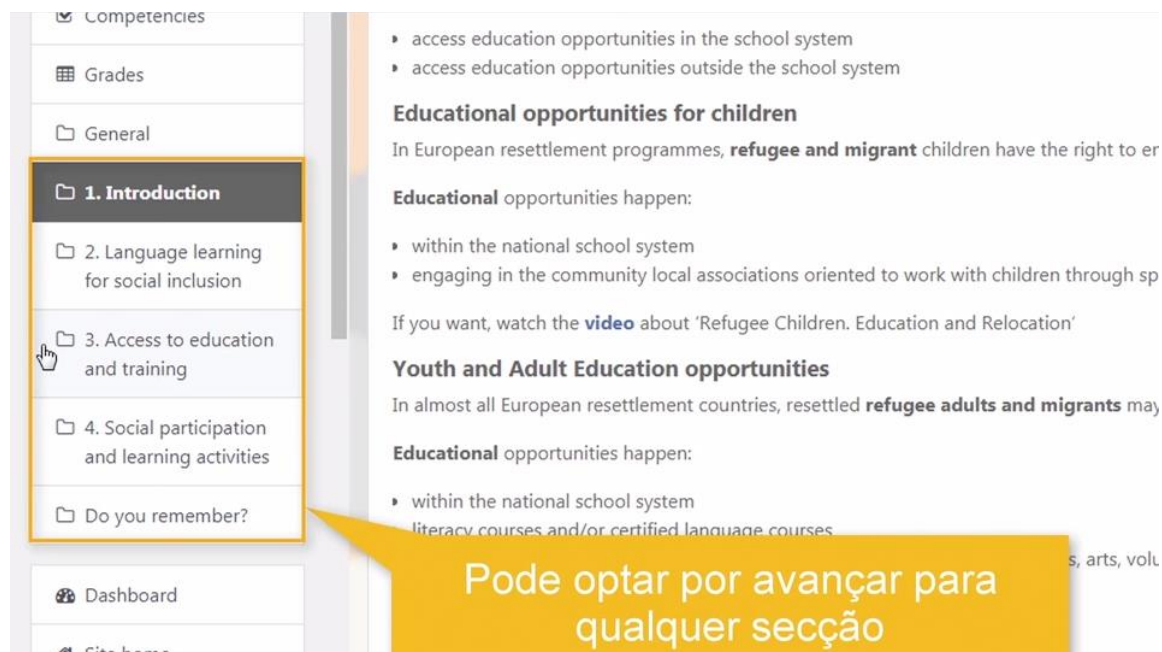 Competencies
Grades
General
1. Introduction
2. Language learning
for social inclusion
3. Access to education
and training
4. Social participation
and learning activities
Do you remember?
Dashboard
Site home
access education opportunities in the school system
access education opportunities outside the school system
Educational opportunities for children
In European resettlement programmes, refugee and migrant children have the right to
Educational opportunities happen:
within the national school system
engaging in the community local associations oriented to work with children through
If you want, watch the video about ‘Refugee Children. Education and Relocation’
Youth and Adult Education opportunities
In almost all European resettlement countries, resettled refugee adults and migrants may
Educational opportunities happen:
within the national school system
literacy courses and/or certified language courses
arts,
Pode optar por avançar para
qualquer secção